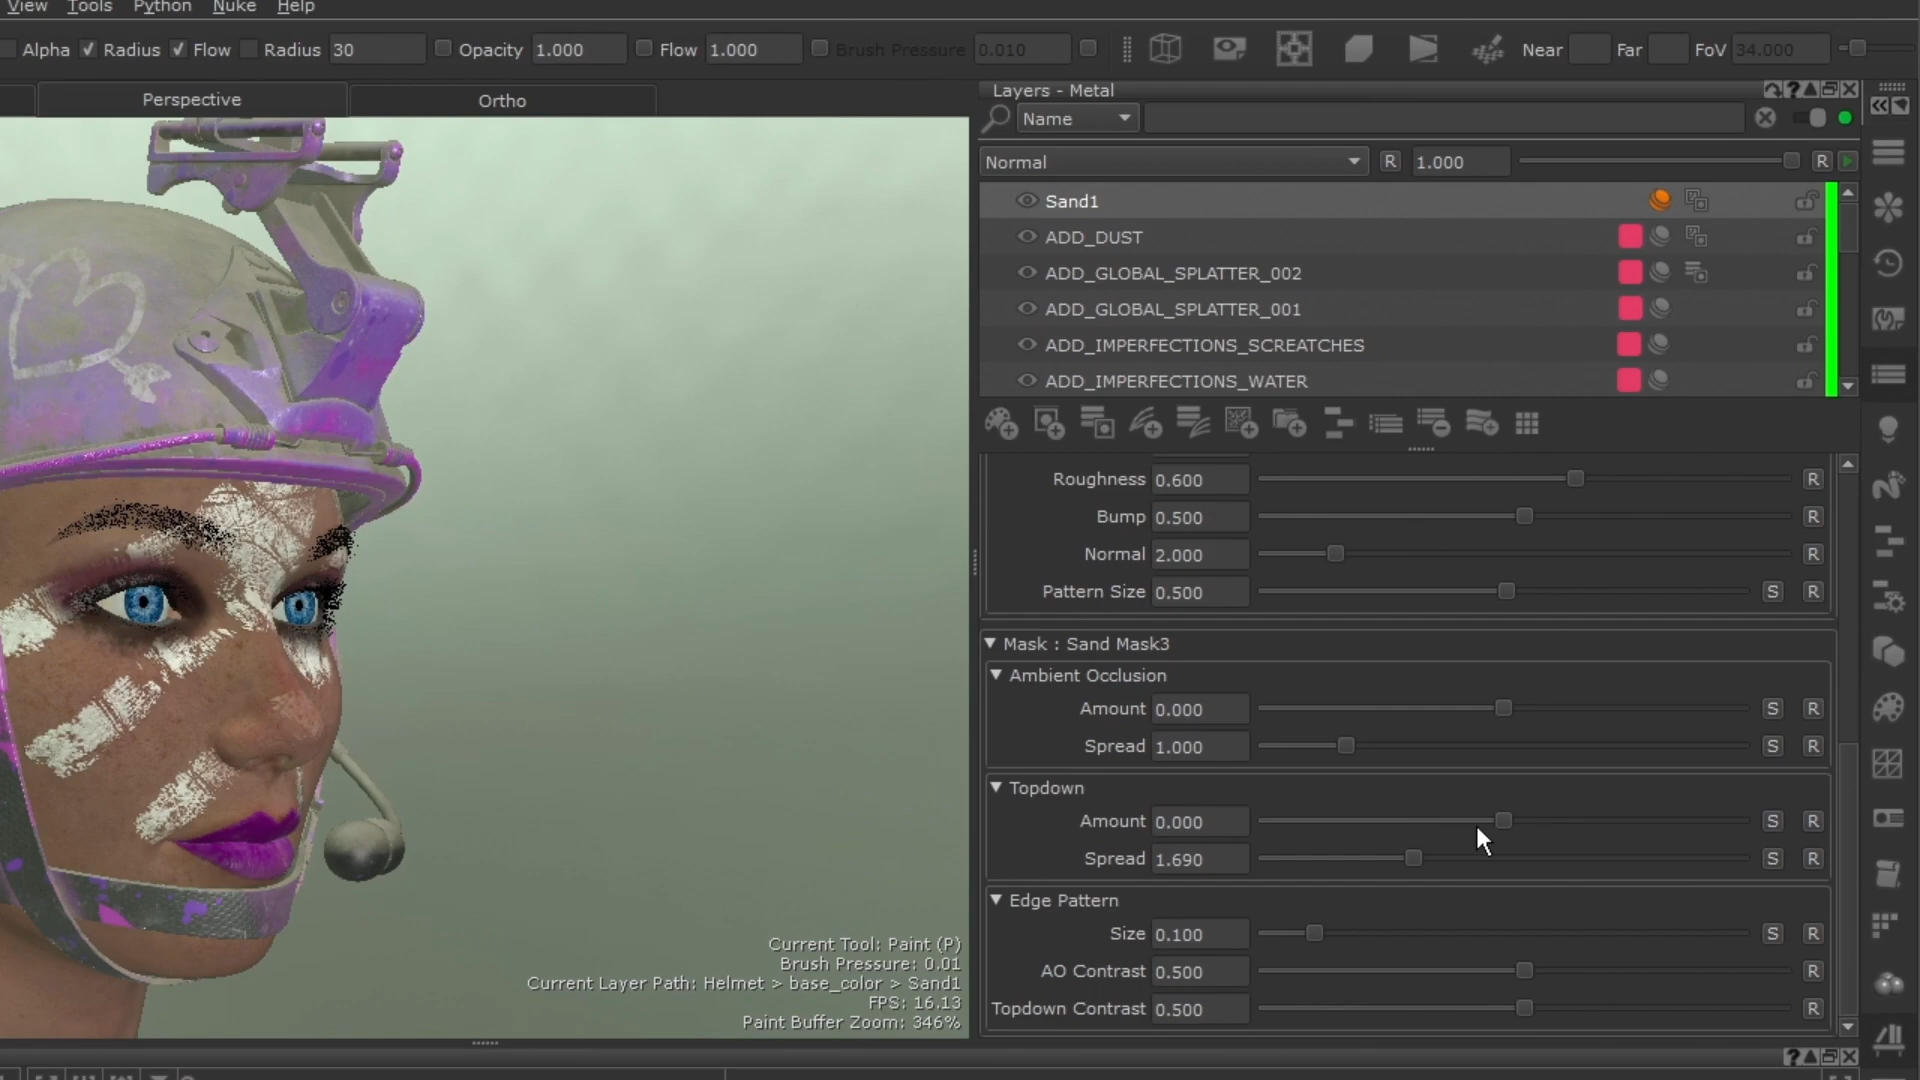 View Tools Python Nuke Help
Alpha Radius Flow Radius 30 Opacity 1.000 Flow 1.000 Brush Pressure 0.010 Near Far FoV 34.000
Perspective Ortho
Layers - Metal
Name
Normal R 1.000 R
Sand1
ADD_DUST
ADD_GLOBAL_SPLATTER_002
ADD_GLOBAL_SPLATTER_001
ADD_IMPERFECTIONS_SCREATCHES
ADD_IMPERFECTIONS_WATER
Roughness 0.600 R
Bump 0.500 R
Normal 2.000 R
Pattern Size 0.500 S R
Mask : Sand Mask3
Ambient Occlusion
Amount 0.000 S R
Spread 1.000 S R
Topdown
Amount 0.000 S R
Spread 1.690 S R
Edge Pattern
Size 0.100 S R
AO Contrast 0.500 R
Topdown Contrast 0.500 R
Current Tool: Paint (P)
Brush Pressure: 0.01
Current Layer Path: Helmet > base_color > Sand1
FPS: 16.13
Paint Buffer Zoom: 346%